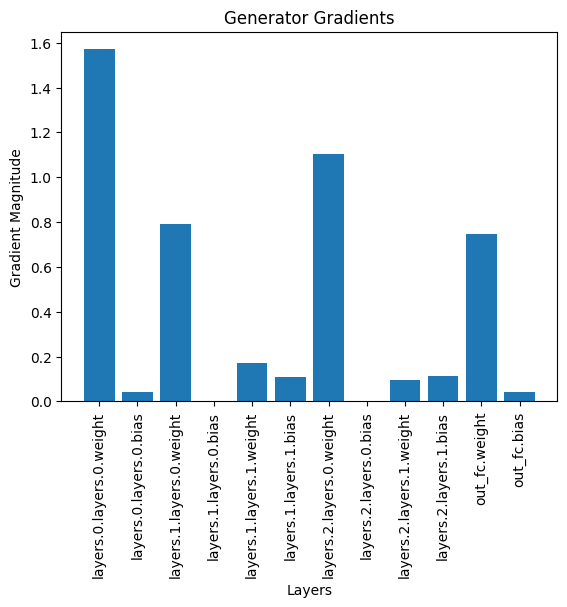 Generator Gradients
1.6
1.4
1.2
1.0
0.8
0.6
0.4
0.2
0.0
Gradient Magnitude
layers.0.layers.0.weight
layers.0.layers.0.bias
layers.1.layers.0.weight
layers.1.layers.0.bias
layers.1.layers.1.weight
layers.1.layers.1.bias
layers.2.layers.0.weight
layers.2.layers.0.bias
layers.2.layers.1.weight
layers.2.layers.1.bias
out_fc.weight
out_fc.bias
Layers